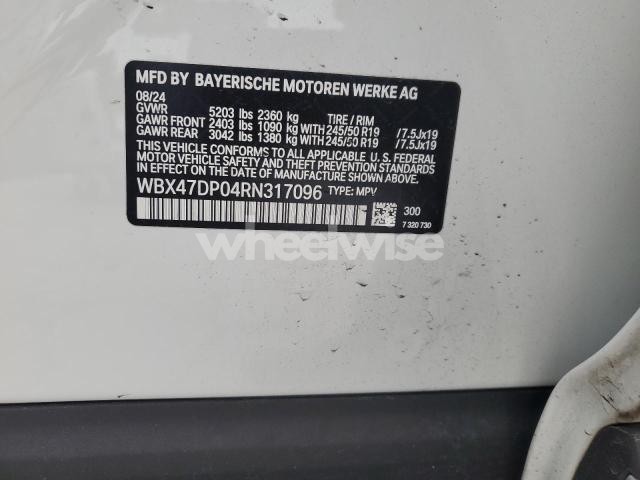 MFD BY BAYERISCHE MOTOREN WERKE AG
08/24
GVWR 5203 lbs 2360 kg TIRE / RIM
GAWR FRONT 2403 lbs 1090 kg WITH 245/50 R19 /7.5Jx19
GAWR REAR 3042 lbs 1380 kg WITH 245/50 R19 /7.5Jx19
THIS VEHICLE CONFORMS TO ALL APPLICABLE U.S. FEDERAL
MOTOR VEHICLE SAFETY, BUMPER, AND THEFT PREVENTION
STANDARDS IN EFFECT ON THE DATE OF MANUFACTURE
SHOWN ABOVE.
WBX47DP04RN317096 TYPE: MPV
300
7 320 730
wheelwise